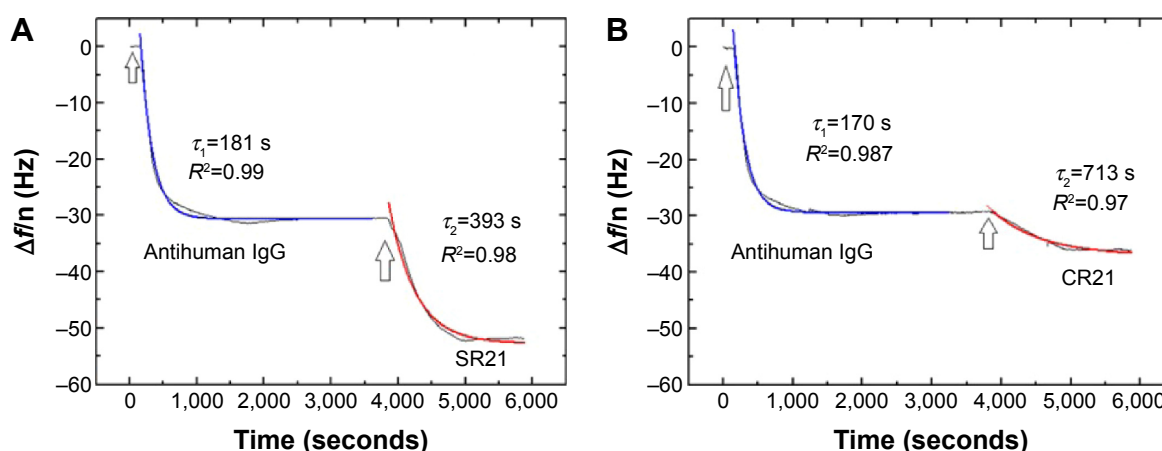 A
Δf/n (Hz)
0
–10
–20
–30
–40
–50
–60
τ1=181 s
R²=0.99
Antihuman IgG
τ2=393 s
R²=0.98
SR21
0 1,000 2,000 3,000 4,000 5,000 6,000
Time (seconds)
B
Δf/n (Hz)
0
–10
–20
–30
–40
–50
–60
τ1=170 s
R²=0.987
Antihuman IgG
τ2=713 s
R²=0.97
CR21
0 1,000 2,000 3,000 4,000 5,000 6,000
Time (seconds)